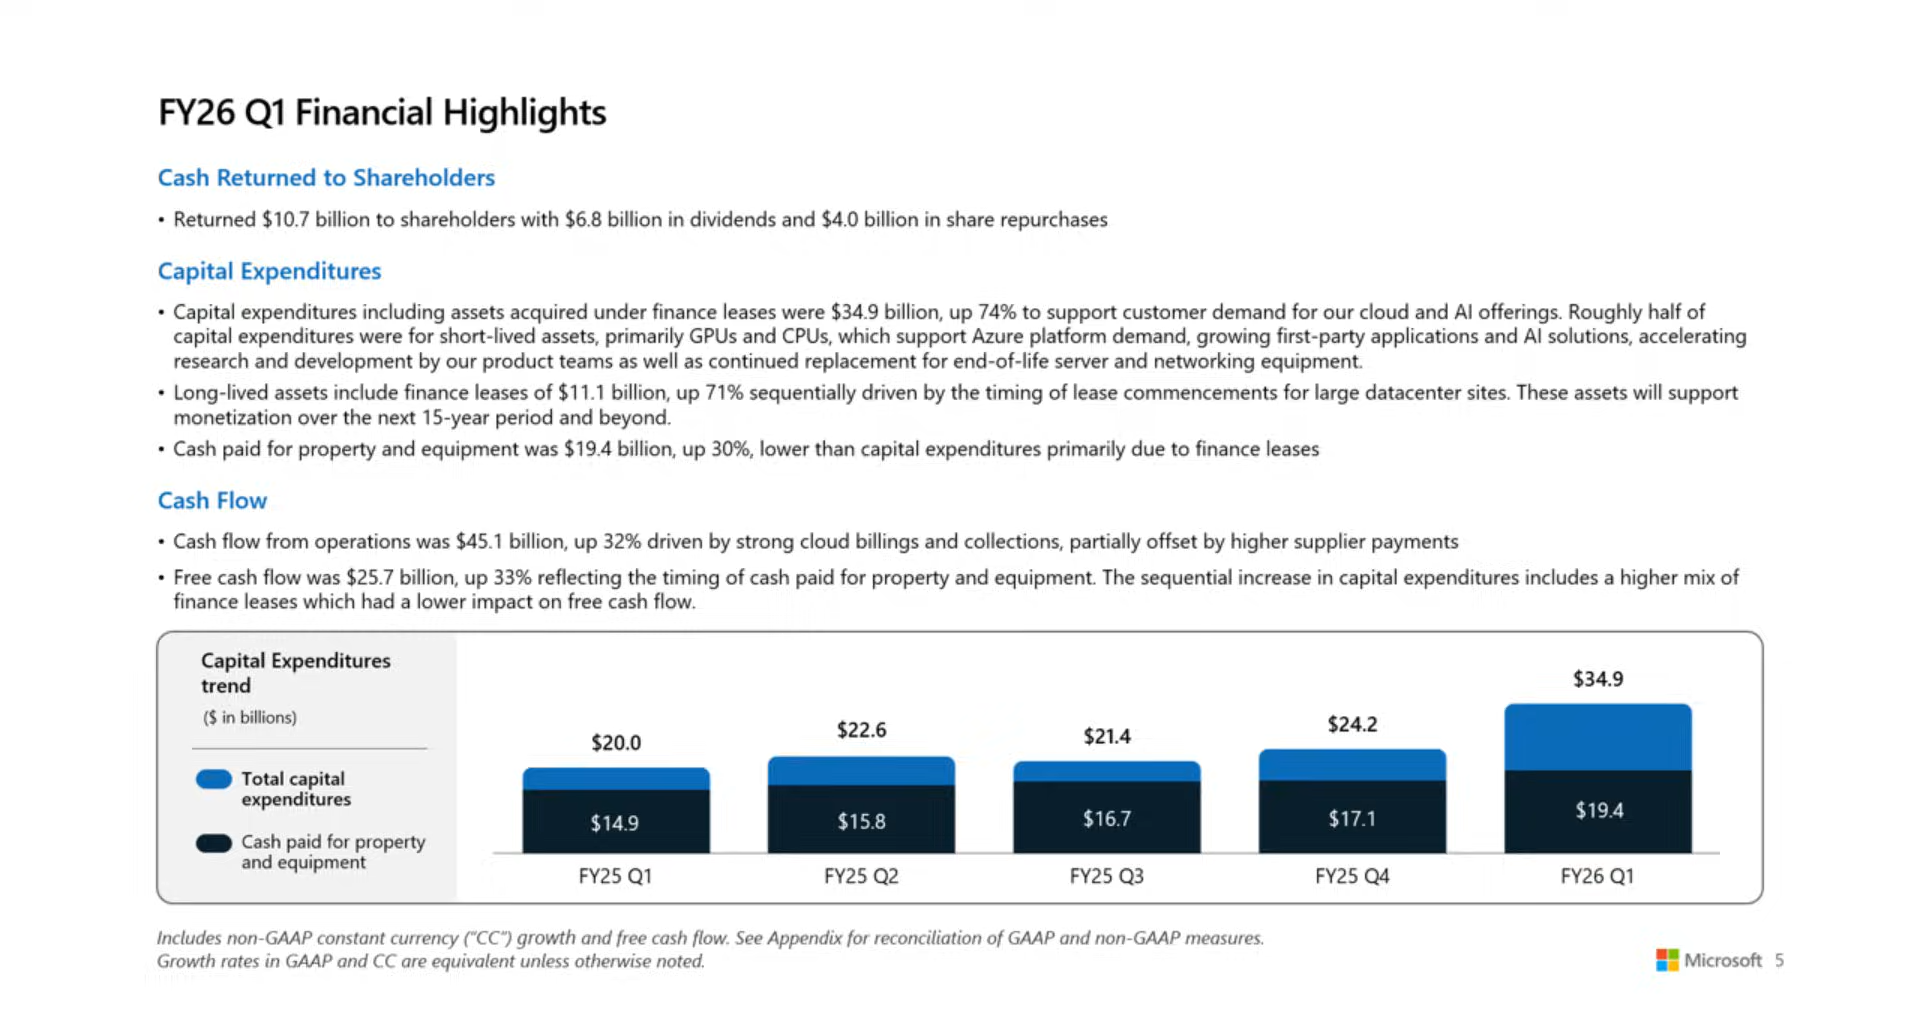 FY26 Q1 Financial Highlights
Cash Returned to Shareholders
• Returned $10.7 billion to shareholders with $6.8 billion in dividends and $4.0 billion in share repurchases
Capital Expenditures
• Capital expenditures including assets acquired under finance leases were $34.9 billion, up 74% to support customer demand for our cloud and AI offerings. Roughly half of
capital expenditures were for short-lived assets, primarily GPUs and CPUs, which support Azure platform demand, growing first-party applications and AI solutions, accelerating
research and development by our product teams as well as continued replacement for end-of-life server and networking equipment.
• Long-lived assets include finance leases of $11.1 billion, up 71% sequentially driven by the timing of lease commencements for large datacenter sites. These assets will support
monetization over the next 15-year period and beyond.
• Cash paid for property and equipment was $19.4 billion, up 30%, lower than capital expenditures primarily due to finance leases
Cash Flow
• Cash flow from operations was $45.1 billion, up 32% driven by strong cloud billings and collections, partially offset by higher supplier payments
• Free cash flow was $25.7 billion, up 33% reflecting the timing of cash paid for property and equipment. The sequential increase in capital expenditures includes a higher mix of
finance leases which had a lower impact on free cash flow.
Capital Expenditures
trend
($ in billions)
Total capital
expenditures
Cash paid for property
and equipment
$20.0
$22.6
$21.4
$24.2
$34.9
$14.9
$15.8
$16.7
$17.1
$19.4
FY25 Q1
FY25 Q2
FY25 Q3
FY25 Q4
FY26 Q1
Includes non-GAAP constant currency ("CC") growth and free cash flow. See Appendix for reconciliation of GAAP and non-GAAP measures.
Growth rates in GAAP and CC are equivalent unless otherwise noted.
Microsoft 5